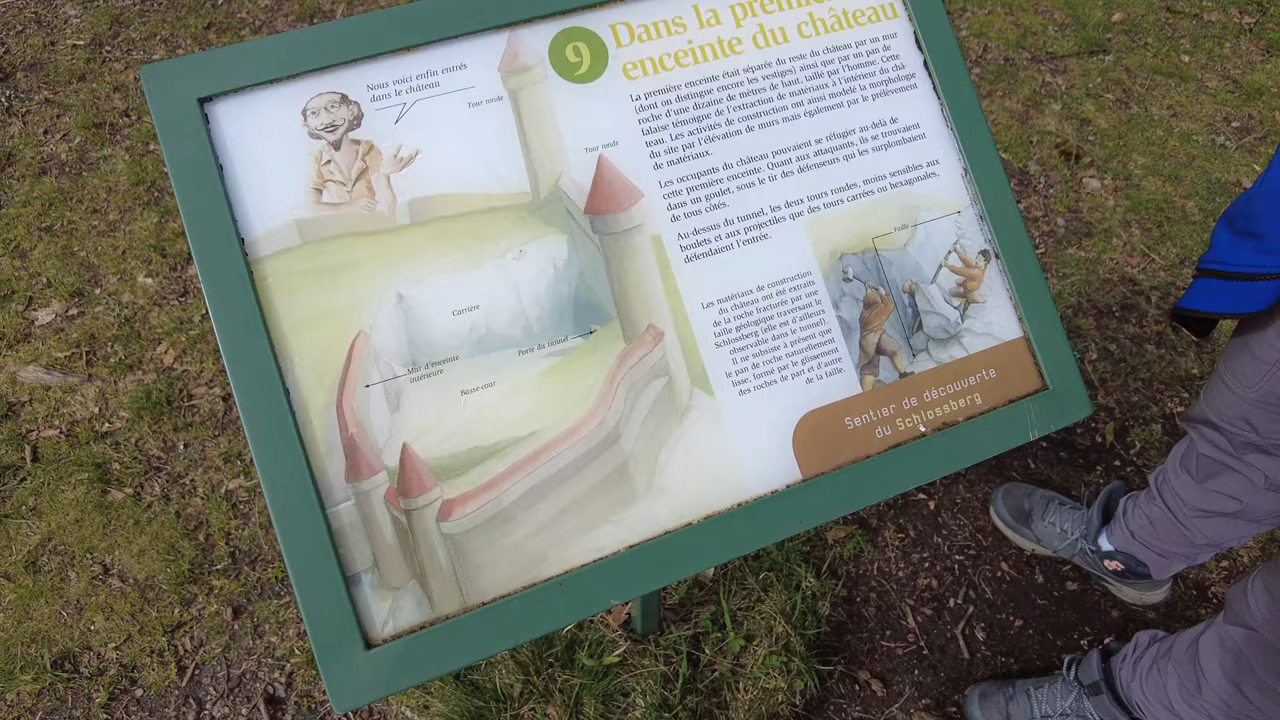 Nous voici enfin entrés
dans le château
Tour ronde
Tour ronde
Carrière
Mur d'enceinte
intérieure
Porte du tunnel
Basse-cour
9
Dans la
enceinte du château
La première enceinte était séparée du reste du château par un mur
(dont on distingue encore les vestiges) ainsi que par un pan de
roche d'une dizaine de mètres de haut, taillé par l'homme. Cette
falaise témoigne de l'extraction de matériaux à l'intérieur du châ-
teau. Les activités de construction ont ainsi modelé la morphologie
du site par l'élévation de murs mais également par le prélèvement
de matériaux.
Les occupants du château pouvaient se réfugier au-delà de
cette première enceinte. Quant aux attaquants, ils se trouvaient
dans un goulet, sous le tir des défenseurs qui les surplombaient
de tous côtés.
Au-dessus du tunnel, les deux tours rondes, moins sensibles aux
boulets et aux projectiles que des tours carrées ou hexagonales,
défendaient l'entrée.
Les matériaux de construction
du château ont été extraits
de la roche fracturée par une
faille géologique traversant le
Schlossberg (elle est d'ailleurs
observable dans le tunnel).
Il ne subsiste à présent que
le pan de roche naturellement
lisse, formé par le glissement
des roches de part et d'autre
de la faille.
Faille
Sentier de découverte
du Schlossberg